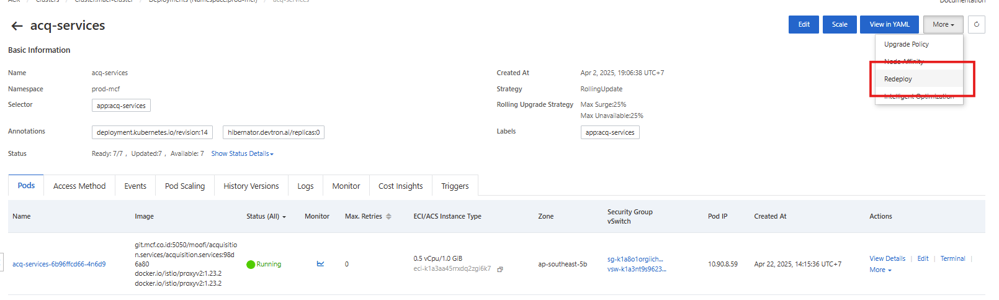 ACK / Clusters / Cluster:macf-cluster / Deployments (Namespace:prod-mcf) / acq-services
Documentation
← acq-services
Edit
Scale
View in YAML
More
Upgrade Policy
Node Affinity
Redeploy
Intelligent Optimization
Basic Information
Name acq-services
Created At Apr 2, 2025, 19:06:38 UTC+7
Namespace prod-mcf
Strategy RollingUpdate
Selector app:acq-services
Rolling Upgrade Strategy Max Surge:25%
Max Unavailable:25%
Annotations deployment.kubernetes.io/revision:14 hibernator.devtron.ai/replicas:0
Labels app:acq-services
Status Ready: 7/7 , Updated:7 , Available: 7 Show Status Details
Pods Access Method Events Pod Scaling History Versions Logs Monitor Cost Insights Triggers
Name Image Status (All) Monitor Max. Retries ECI/ACS Instance Type Zone Security Group Pod IP Created At Actions
vSwitch
acq-services-6b96ffcd66-4n6d9
git.mcf.co.id:5050/moofi/acquisitio
n.services/acquisition.services:98d
6a80
docker.io/istio/proxyv2:1.23.2
docker.io/istio/proxyv2:1.23.2
Running
0
0.5 vCpu/1.0 GiB
eci-k1a3aa45rrxdq2zgi6k7
ap-southeast-5b
sg-k1a8o1orgiich...
vsw-k1a3nt9s9623...
10.90.8.59
Apr 22, 2025, 14:15:36 UTC+7
View Details | Edit | Terminal |
More